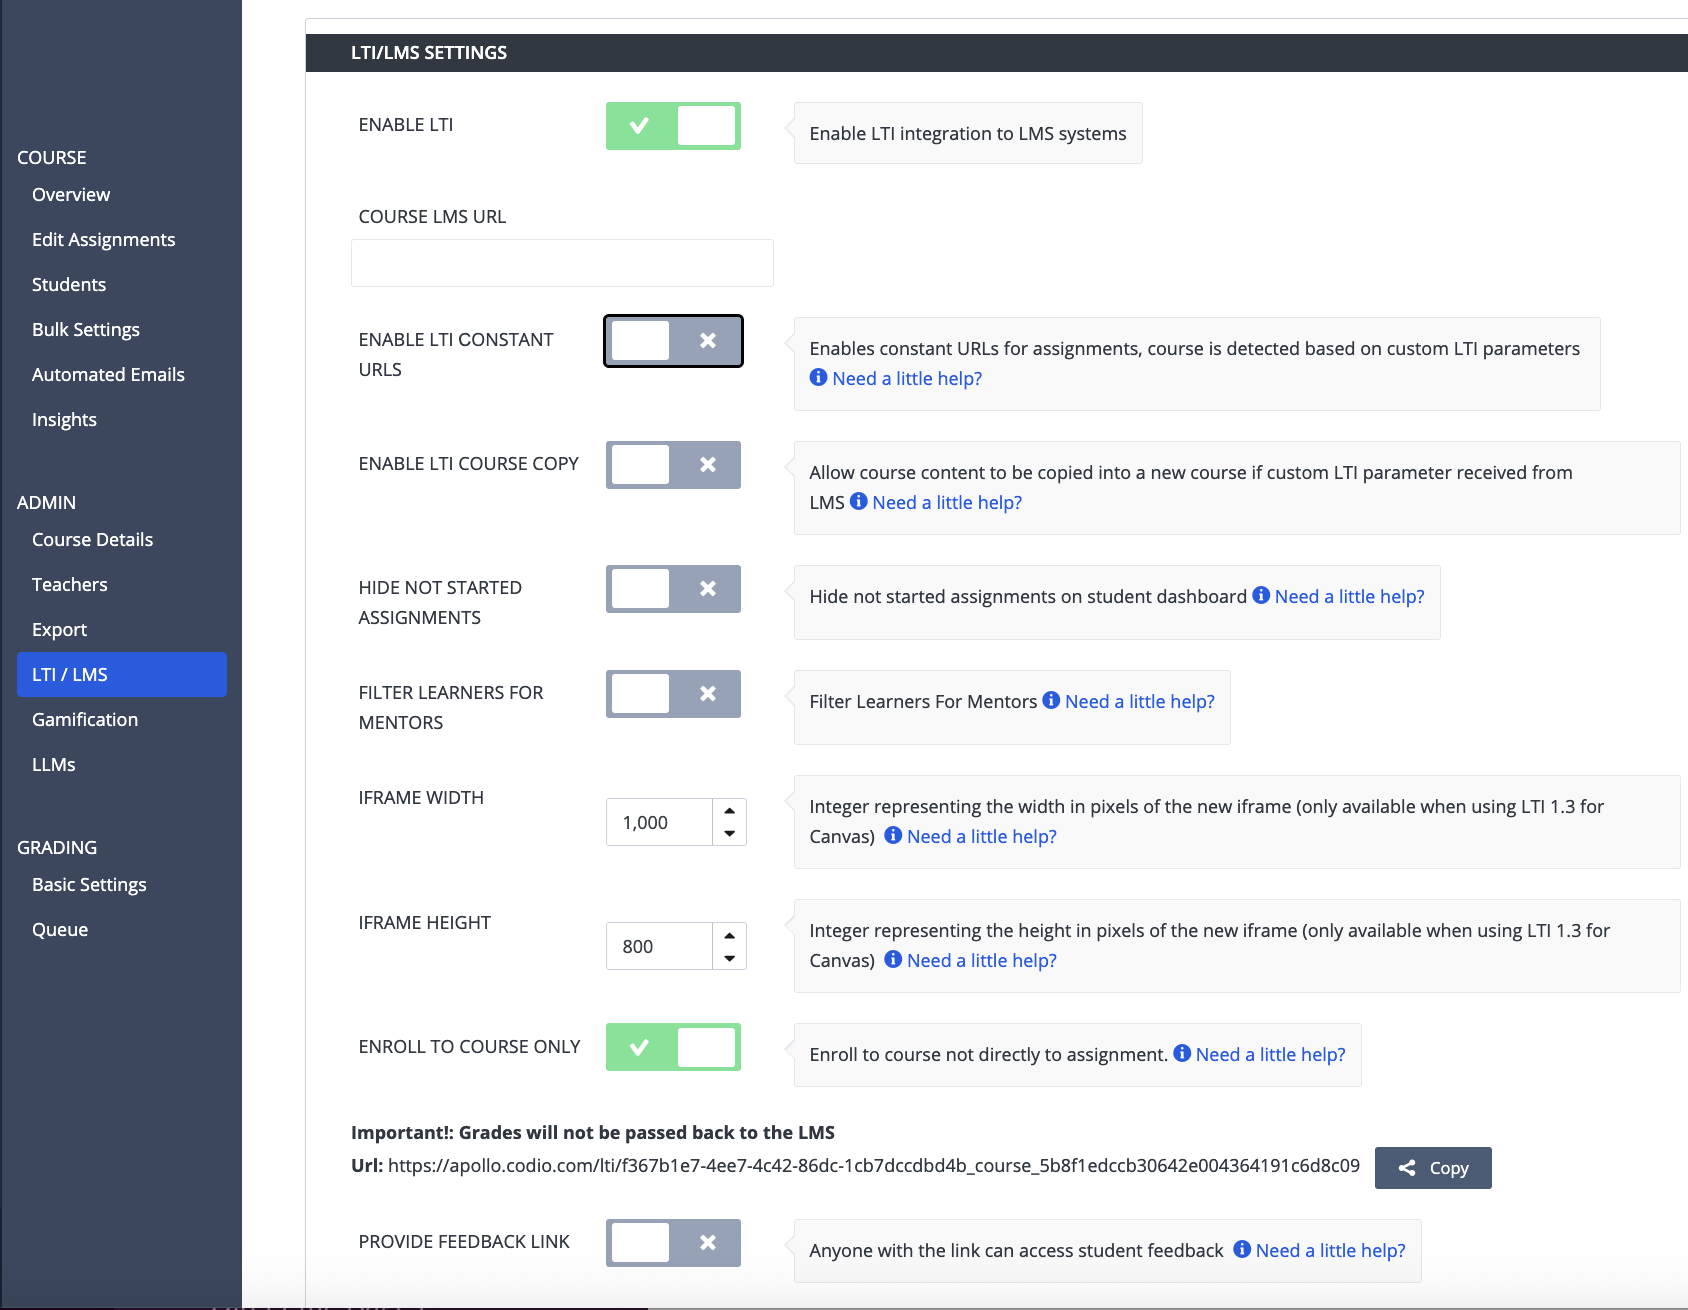 COURSE
Overview
Edit Assignments
Students
Bulk Settings
Automated Emails
Insights
ADMIN
Course Details
Teachers
Export
LTI / LMS
Gamification
LLMs
GRADING
Basic Settings
Queue
LTI/LMS SETTINGS
ENABLE LTI
Enable LTI integration to LMS systems
COURSE LMS URL
ENABLE LTI CONSTANT
URLS
Enables constant URLs for assignments, course is detected based on custom LTI parameters
Need a little help?
ENABLE LTI COURSE COPY
Allow course content to be copied into a new course if custom LTI parameter received from
LMS Need a little help?
HIDE NOT STARTED
ASSIGNMENTS
Hide not started assignments on student dashboard Need a little help?
FILTER LEARNERS FOR
MENTORS
Filter Learners For Mentors Need a little help?
IFRAME WIDTH
1,000
Integer representing the width in pixels of the new iframe (only available when using LTI 1.3 for
Canvas) Need a little help?
IFRAME HEIGHT
800
Integer representing the height in pixels of the new iframe (only available when using LTI 1.3 for
Canvas) Need a little help?
ENROLL TO COURSE ONLY
Enroll to course not directly to assignment. Need a little help?
Important!: Grades will not be passed back to the LMS
Url: https://apollo.codio.com/lti/f367b1e7-4ee7-4c42-86dc-1cb7dccdbd4b_course_5b8f1edccb30642e004364191c6d8c09
Copy
PROVIDE FEEDBACK LINK
Anyone with the link can access student feedback Need a little help?